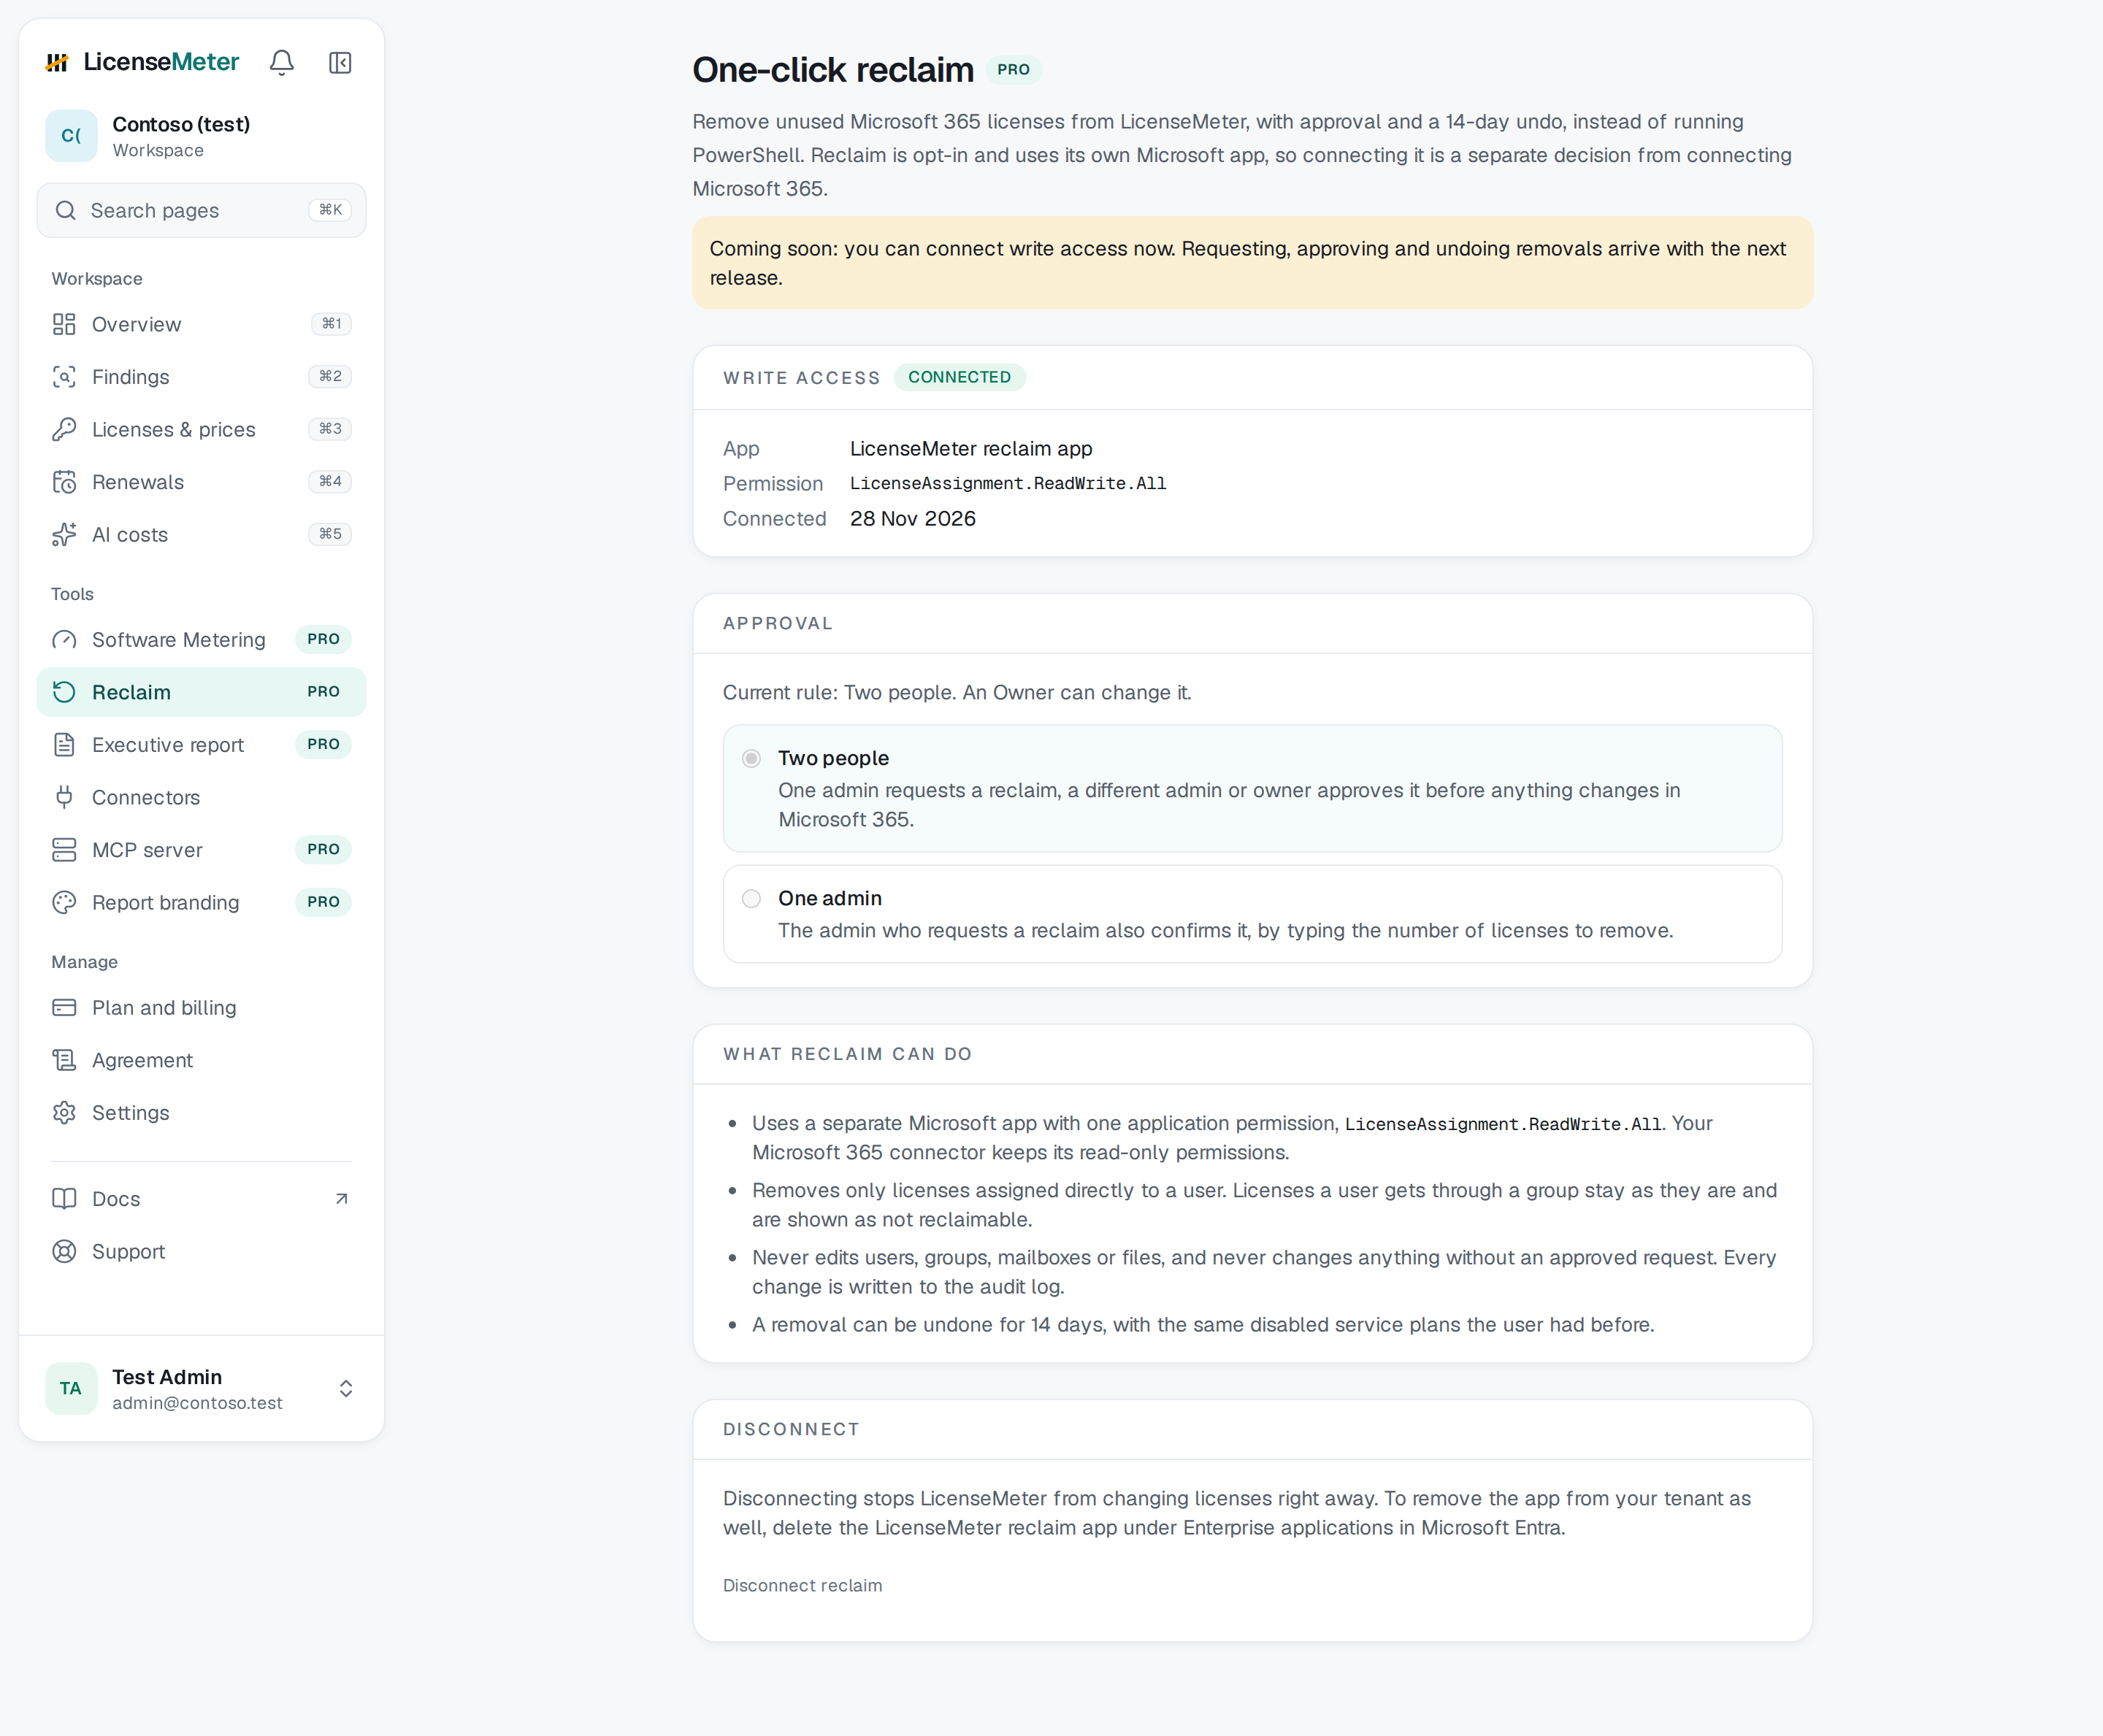 LicenseMeter
C(
Contoso (test)
Workspace
Search pages ⌘K
Workspace
Overview ⌘1
Findings ⌘2
Licenses & prices ⌘3
Renewals ⌘4
AI costs ⌘5
Tools
Software Metering PRO
Reclaim PRO
Executive report PRO
Connectors
MCP server PRO
Report branding PRO
Manage
Plan and billing
Agreement
Settings
Docs
Support
TA
Test Admin
admin@contoso.test
One-click reclaim PRO
Remove unused Microsoft 365 licenses from LicenseMeter, with approval and a 14-day undo, instead of running
PowerShell. Reclaim is opt-in and uses its own Microsoft app, so connecting it is a separate decision from connecting
Microsoft 365.
Coming soon: you can connect write access now. Requesting, approving and undoing removals arrive with the next
release.
WRITE ACCESS CONNECTED
App LicenseMeter reclaim app
Permission LicenseAssignment.ReadWrite.All
Connected 28 Nov 2026
APPROVAL
Current rule: Two people. An Owner can change it.
Two people
One admin requests a reclaim, a different admin or owner approves it before anything changes in
Microsoft 365.
One admin
The admin who requests a reclaim also confirms it, by typing the number of licenses to remove.
WHAT RECLAIM CAN DO
• Uses a separate Microsoft app with one application permission, LicenseAssignment.ReadWrite.All. Your
Microsoft 365 connector keeps its read-only permissions.
• Removes only licenses assigned directly to a user. Licenses a user gets through a group stay as they are and
are shown as not reclaimable.
• Never edits users, groups, mailboxes or files, and never changes anything without an approved request. Every
change is written to the audit log.
• A removal can be undone for 14 days, with the same disabled service plans the user had before.
DISCONNECT
Disconnecting stops LicenseMeter from changing licenses right away. To remove the app from your tenant as
well, delete the LicenseMeter reclaim app under Enterprise applications in Microsoft Entra.
Disconnect reclaim